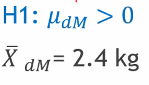 H1: μdM > 0
X̄ dM= 2.4 kg